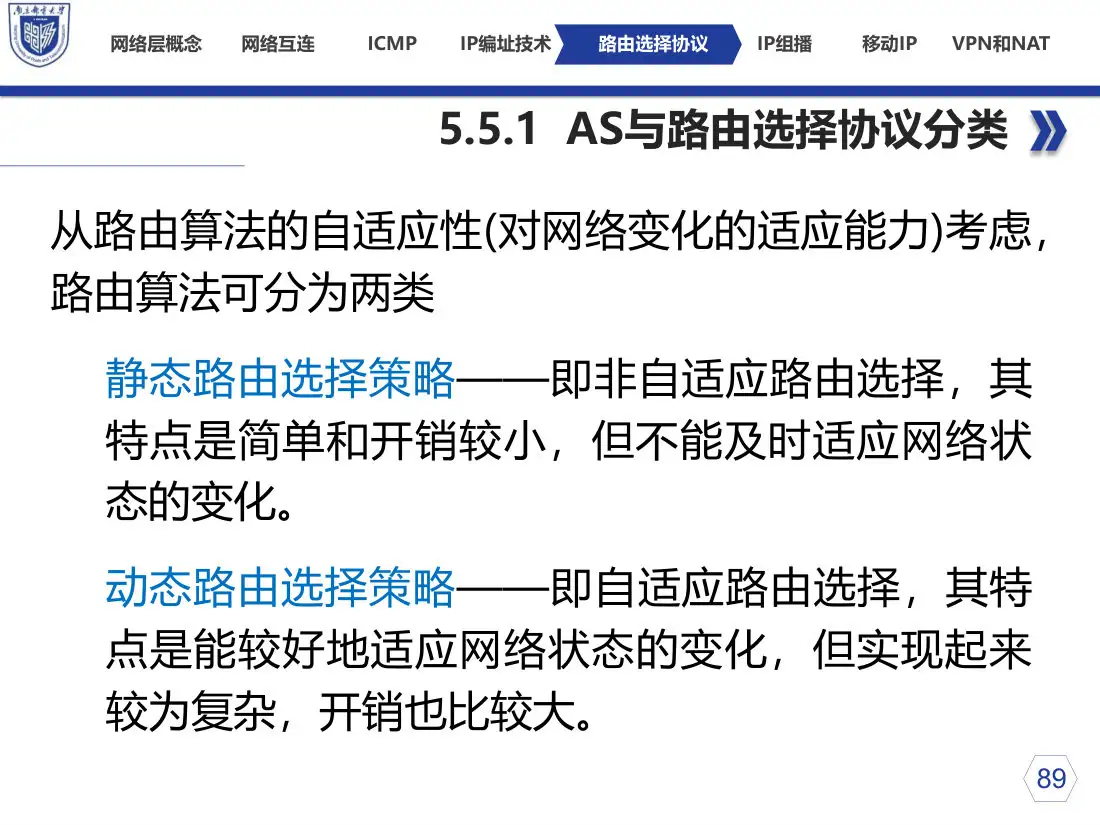 网络层概念 网络互连 ICMP IP编址技术 路由选择协议 IP组播 移动IP VPN和NAT
5.5.1 AS与路由选择协议分类
从路由算法的自适应性(对网络变化的适应能力)考虑，
路由算法可分为两类
静态路由选择策略——即非自适应路由选择，其
特点是简单和开销较小，但不能及时适应网络状
态的变化。
动态路由选择策略——即自适应路由选择，其特
点是能较好地适应网络状态的变化，但实现起来
较为复杂，开销也比较大。
89